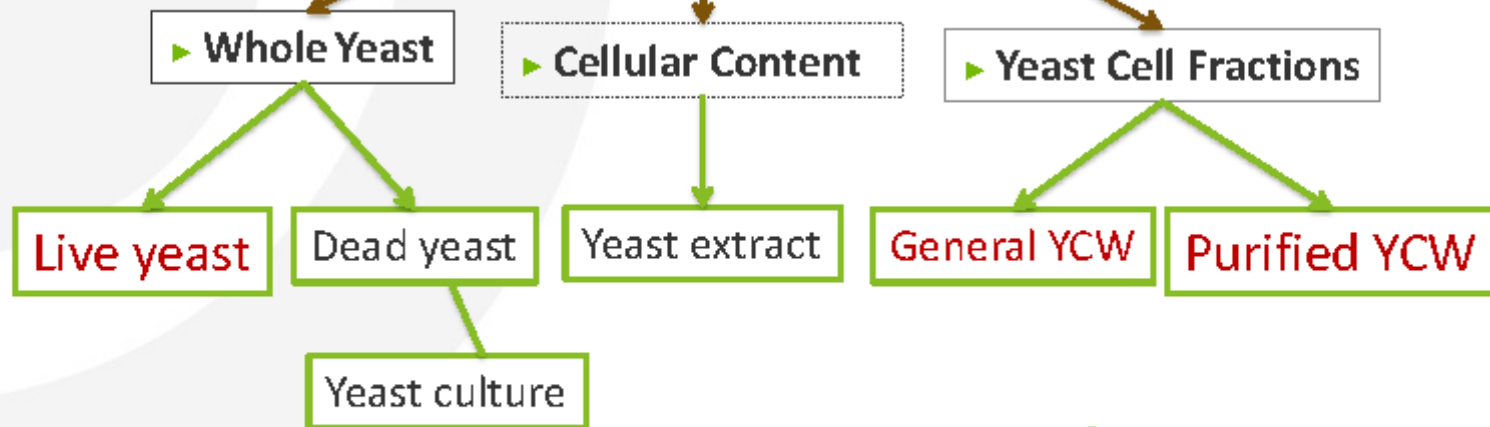 ▸ Whole Yeast
▸ Cellular Content
▸ Yeast Cell Fractions
Live yeast
Dead yeast
Yeast extract
General YCW
Purified YCW
Yeast culture